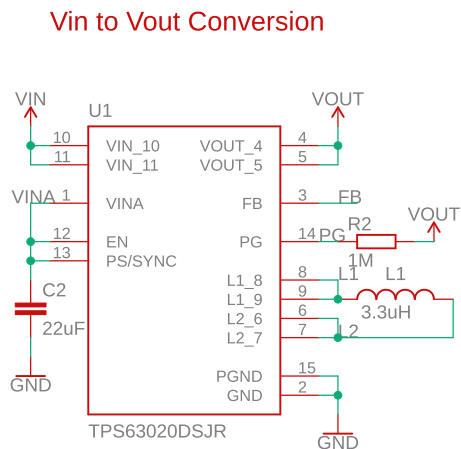 Vin to Vout Conversion
VIN U1 VOUT
10 VIN_10 VOUT_4 4
11 VIN_11 VOUT_5 5
VINA 1 VINA FB 3 FB
VOUT
12 EN PG 14 PG R2
13 PS/SYNC 1M
L1_8 8 L1 L1
C2 L1_9 9
22uF L2_6 6 3.3uH
L2_7 7 L2
GND PGND 15
GND 2
TPS63020DSJR GND